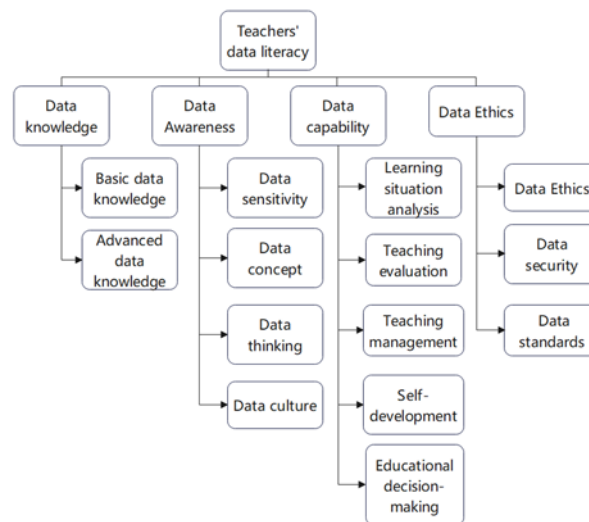 Teachers'
data literacy
Data
knowledge
Data
Awareness
Data
capability
Data Ethics
Basic data
knowledge
Advanced
data
knowledge
Data
sensitivity
Data
concept
Data
thinking
Data culture
Learning
situation
analysis
Teaching
evaluation
Teaching
management
Self-
development
Educational
decision-
making
Data Ethics
Data
security
Data
standards